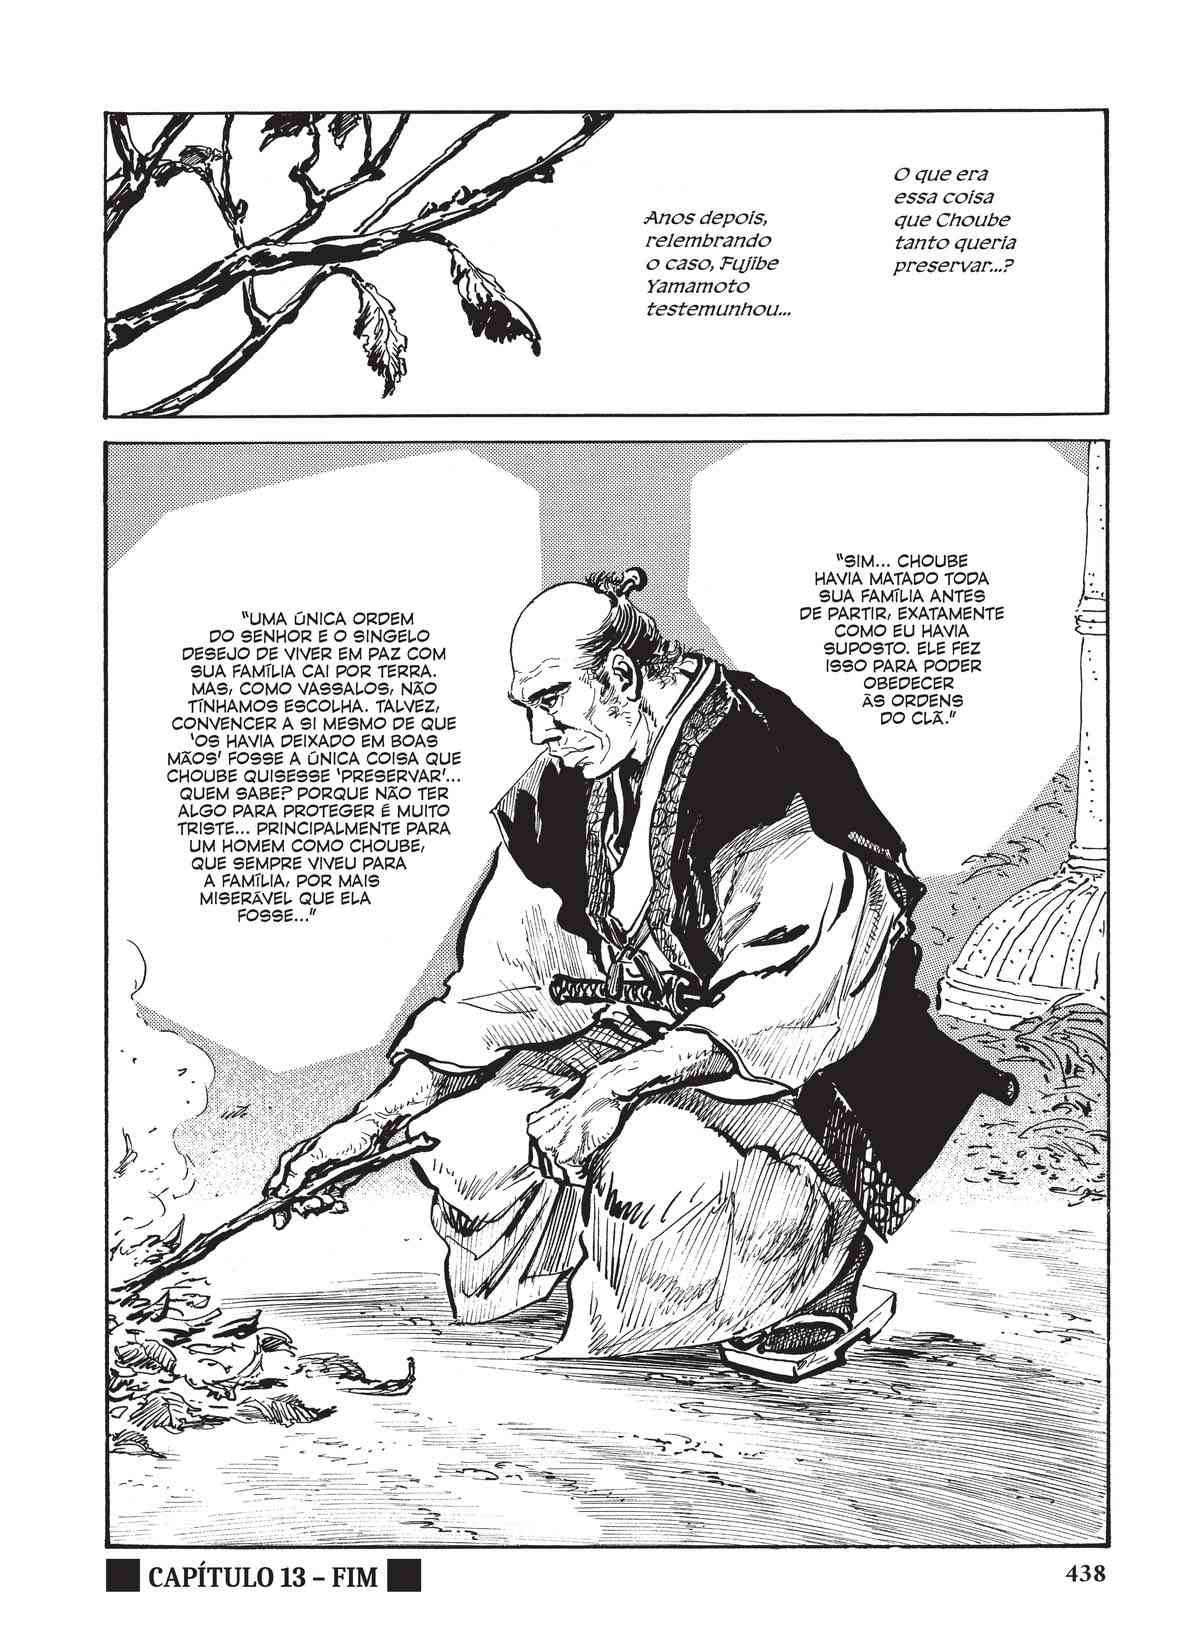 O que era
essa coisa
que Choube
tanto queria
preservar...?
Anos depois,
relembrando
o caso, Fujibe
Yamamoto
testemunhou...
"SIM... CHOUBE
HAVIA MATADO TODA
SUA FAMÍLIA ANTES
DE PARTIR, EXATAMENTE
COMO EU HAVIA
SUPOSTO. ELE FEZ
ISSO PARA PODER
OBEDECER
ÀS ORDENS
DO CLÃ."
"UMA ÚNICA ORDEM
DO SENHOR E O SINGELO
DESEJO DE VIVER EM PAZ COM
SUA FAMÍLIA CAI POR TERRA.
MAS, COMO VASSALOS, NÃO
TÍNHAMOS ESCOLHA. TALVEZ,
CONVENCER A SI MESMO DE QUE
'OS HAVIA DEIXADO EM BOAS
MÃOS' FOSSE A ÚNICA COISA QUE
CHOUBE QUISESSE 'PRESERVAR'...
QUEM SABE? PORQUE NÃO TER
ALGO PARA PROTEGER É MUITO
TRISTE... PRINCIPALMENTE PARA
UM HOMEM COMO CHOUBE,
QUE SEMPRE VIVEU PARA
A FAMÍLIA, POR MAIS
MISERÁVEL QUE ELA
FOSSE..."
CAPÍTULO 13 – FIM
438